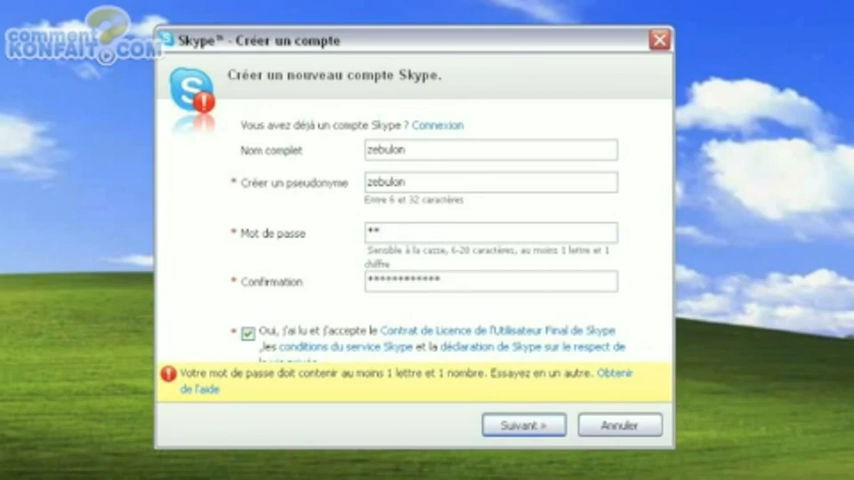 comment
KONFAIT?.COM
Skype™ - Créer un compte
Créer un nouveau compte Skype.
Vous avez déjà un compte Skype ? Connexion
Nom complet
zebulon
* Créer un pseudonyme
zebulon
Entre 6 et 32 caractères
* Mot de passe
**
Sensible à la casse, 6-20 caractères, au moins 1 lettre et 1
chiffre
* Confirmation
************
* Oui, j'ai lu et j'accepte le Contrat de Licence de l'Utilisateur Final de Skype
,les conditions du service Skype et la déclaration de Skype sur le respect de
Votre mot de passe doit contenir au moins 1 lettre et 1 nombre. Essayez en un autre. Obtenir
de l'aide
Suivant »
Annuler